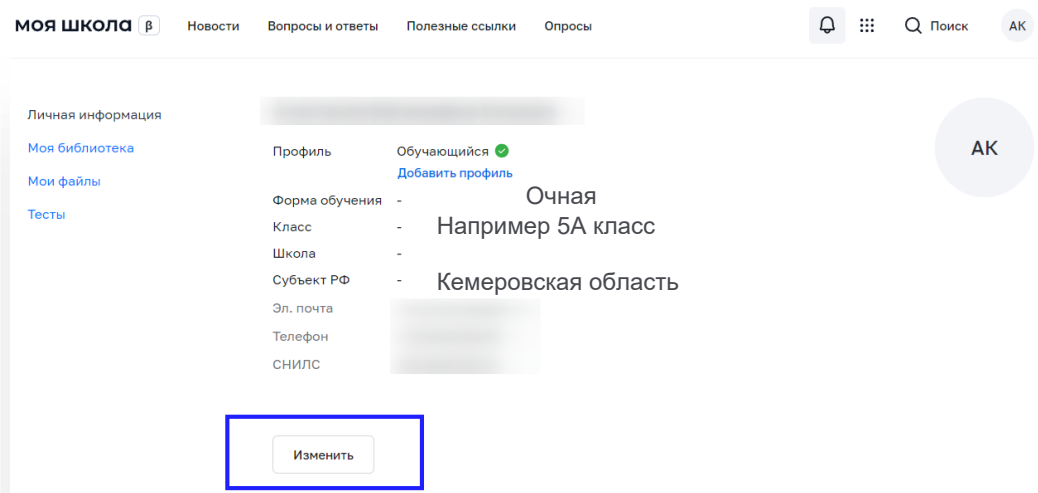 моя школа β Новости Вопросы и ответы Полезные ссылки Опросы Поиск АК
Личная информация
Моя библиотека
Мои файлы
Тесты
Профиль Обучающийся
Добавить профиль
Форма обучения - Очная
Класс - Например 5А класс
Школа -
Субъект РФ - Кемеровская область
Эл. почта
Телефон
СНИЛС
Изменить
АК